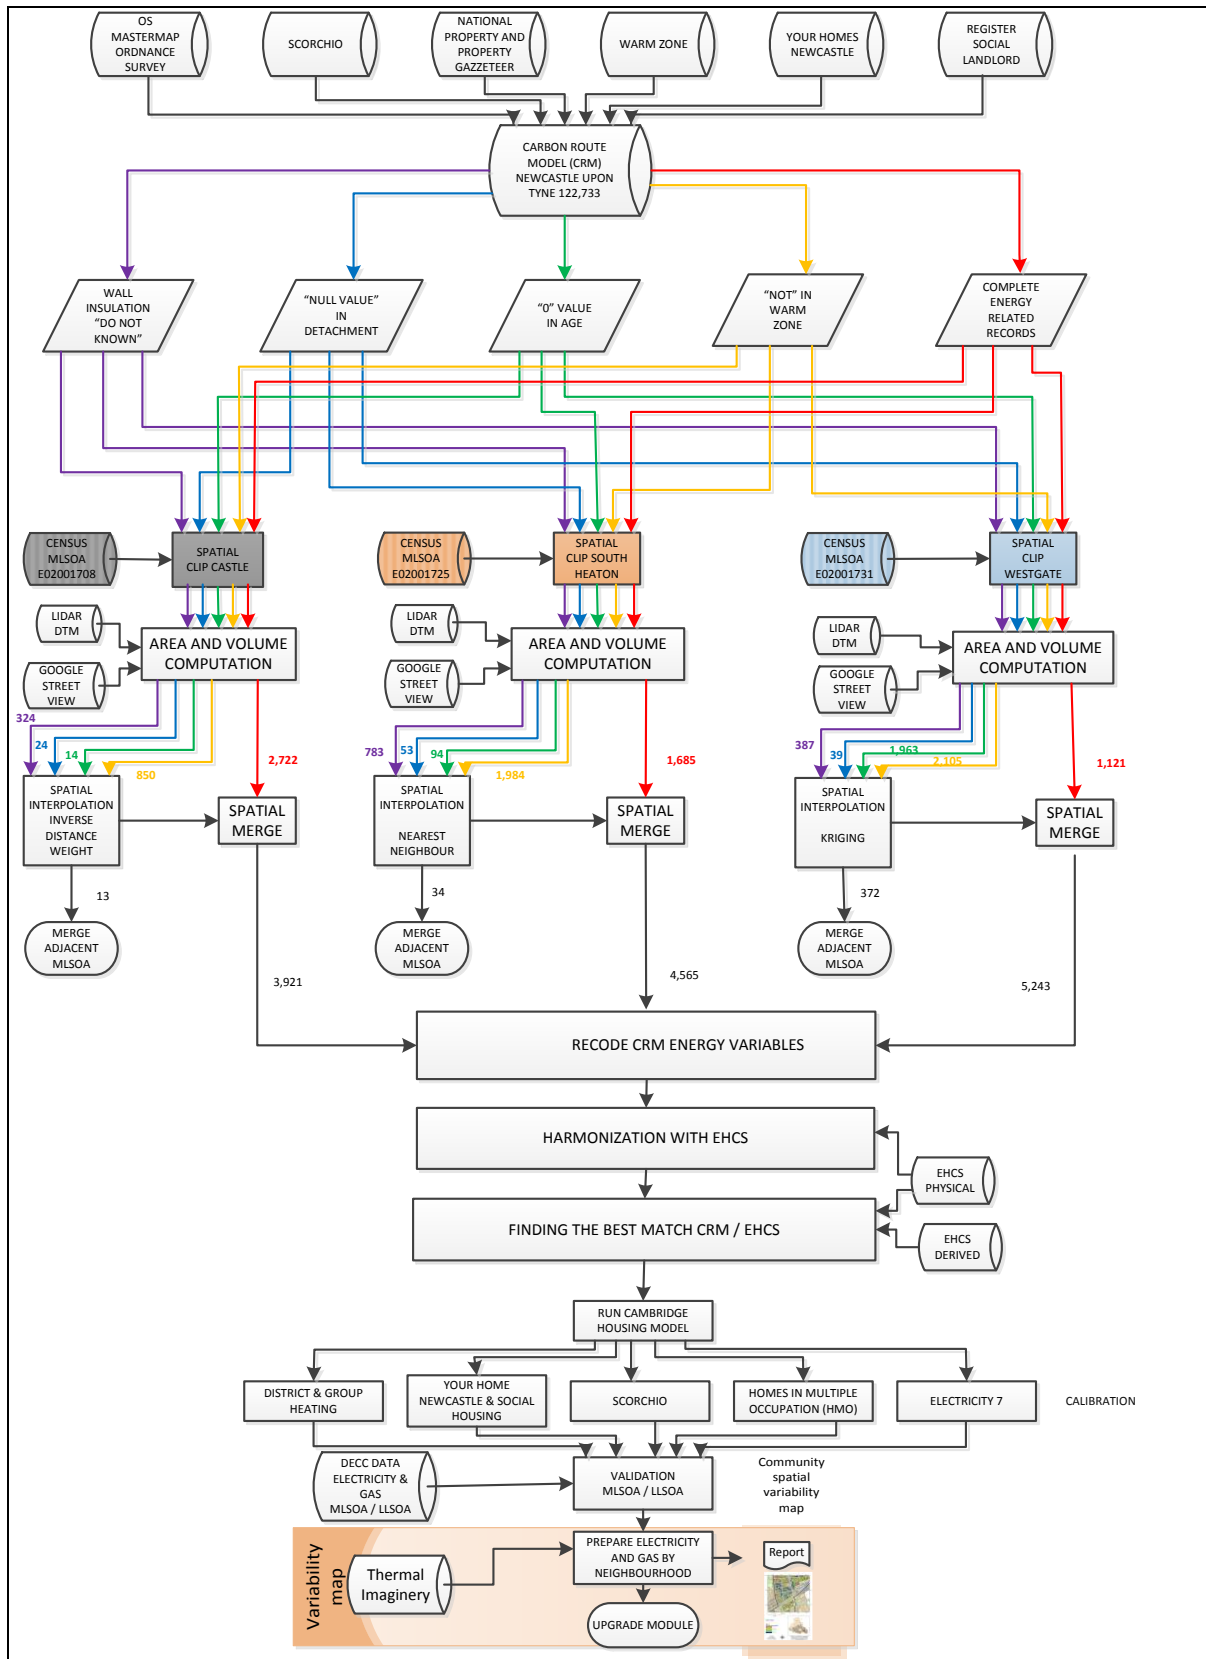 OS
MASTERMAP
ORDNANCE
SURVEY
SCORCHIO
NATIONAL
PROPERTY AND
PROPERTY
GAZZETEER
WARM ZONE
YOUR HOMES
NEWCASTLE
REGISTER
SOCIAL
LANDLORD
CARBON ROUTE
MODEL (CRM)
NEWCASTLE UPON
TYNE 122,733
WALL
INSULATION
“DO NOT
KNOWN”
“NULL VALUE”
IN
DETACHMENT
“0” VALUE
IN AGE
“NOT” IN
WARM
ZONE
COMPLETE
ENERGY
RELATED
RECORDS
CENSUS
MLSOA
E02001708
SPATIAL
CLIP CASTLE
CENSUS
MLSOA
E02001725
SPATIAL
CLIP SOUTH
HEATON
CENSUS
MLSOA
E02001731
SPATIAL
CLIP
WESTGATE
LIDAR
DTM
GOOGLE
STREET
VIEW
AREA AND VOLUME
COMPUTATION
LIDAR
DTM
GOOGLE
STREET
VIEW
AREA AND VOLUME
COMPUTATION
LIDAR
DTM
GOOGLE
STREET
VIEW
AREA AND VOLUME
COMPUTATION
324
24
14
850
2,722
783
53
94
1,984
1,685
387
39
1,963
2,105
1,121
SPATIAL
INTERPOLATION
INVERSE
DISTANCE
WEIGHT
SPATIAL
MERGE
SPATIAL
INTERPOLATION
NEAREST
NEIGHBOUR
SPATIAL
MERGE
SPATIAL
INTERPOLATION
KRIGING
SPATIAL
MERGE
13
34
372
MERGE
ADJACENT
MLSOA
MERGE
ADJACENT
MLSOA
MERGE
ADJACENT
MLSOA
3,921
4,565
5,243
RECODE CRM ENERGY VARIABLES
HARMONIZATION WITH EHCS
EHCS
PHYSICAL
FINDING THE BEST MATCH CRM / EHCS
EHCS
DERIVED
RUN CAMBRIDGE
HOUSING MODEL
DISTRICT & GROUP
HEATING
YOUR HOME
NEWCASTLE & SOCIAL
HOUSING
SCORCHIO
HOMES IN MULTIPLE
OCCUPATION (HMO)
ELECTRICITY 7
CALIBRATION
DECC DATA
ELECTRICITY &
GAS
MLSOA / LLSOA
VALIDATION
MLSOA / LLSOA
Community
spatial
variability
map
Variability
map
Thermal
Imaginery
PREPARE ELECTRICITY
AND GAS BY
NEIGHBOURHOOD
Report
UPGRADE MODULE